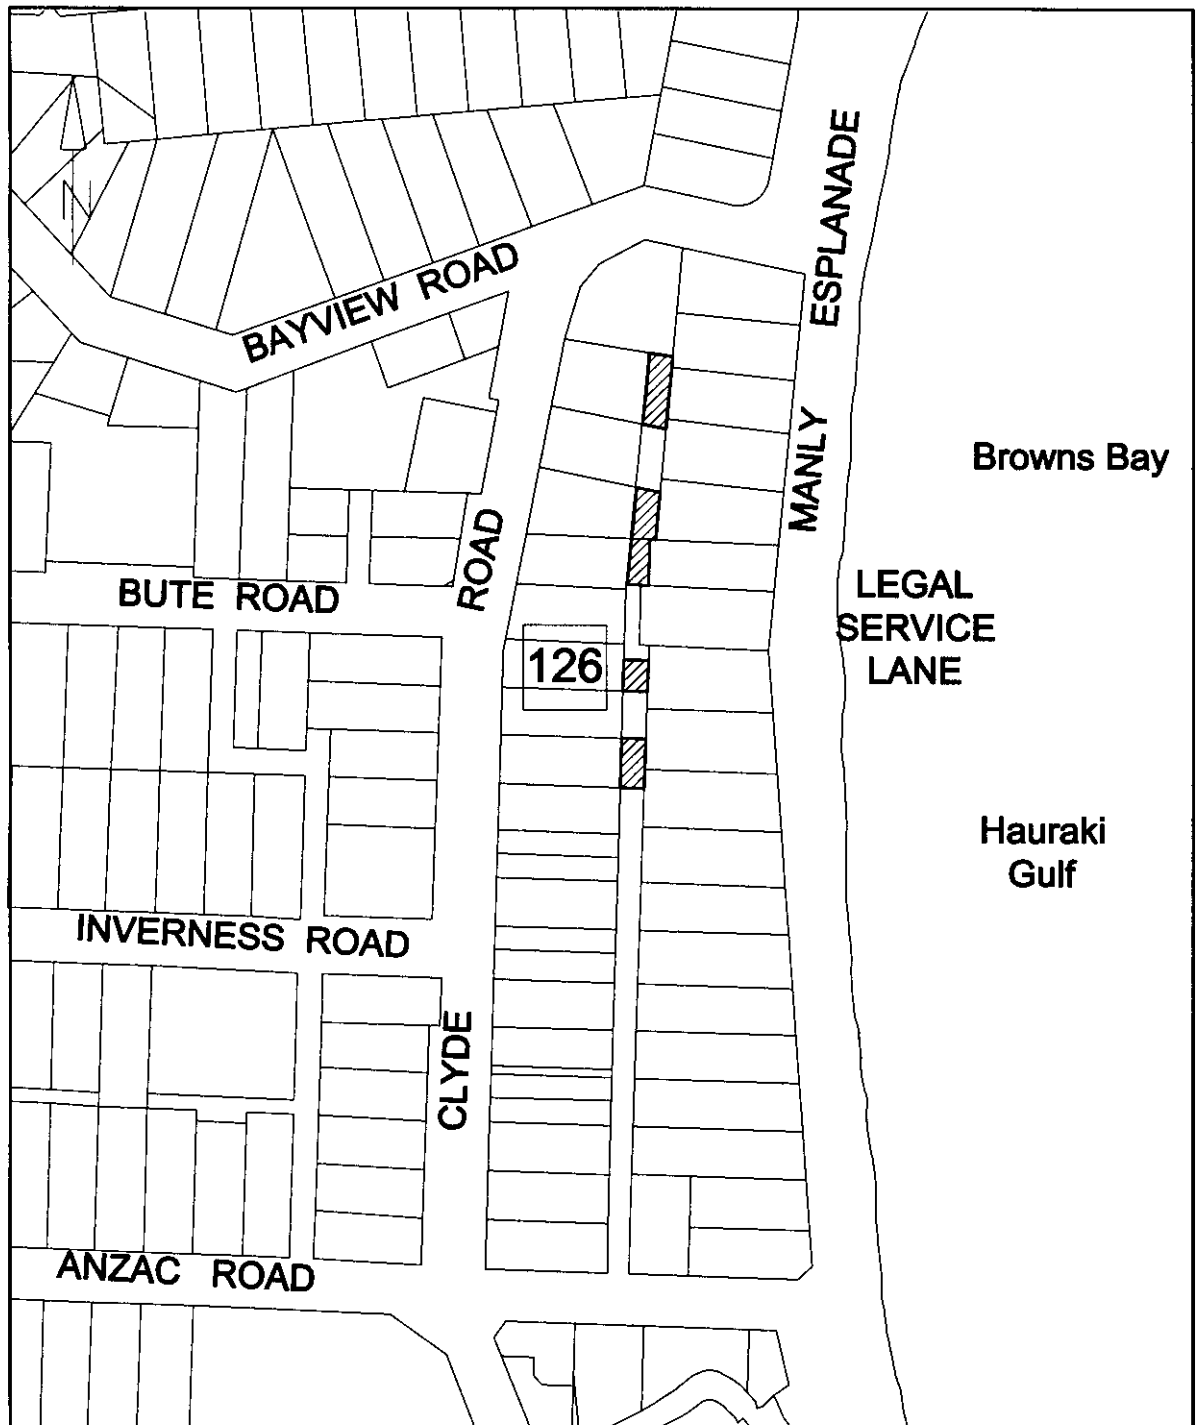 N
BAYVIEW ROAD
MANLY ESPLANADE
Browns Bay
BUTE ROAD
CLYDE ROAD
LEGAL
SERVICE
LANE
126
Hauraki
Gulf
INVERNESS ROAD
ANZAC ROAD